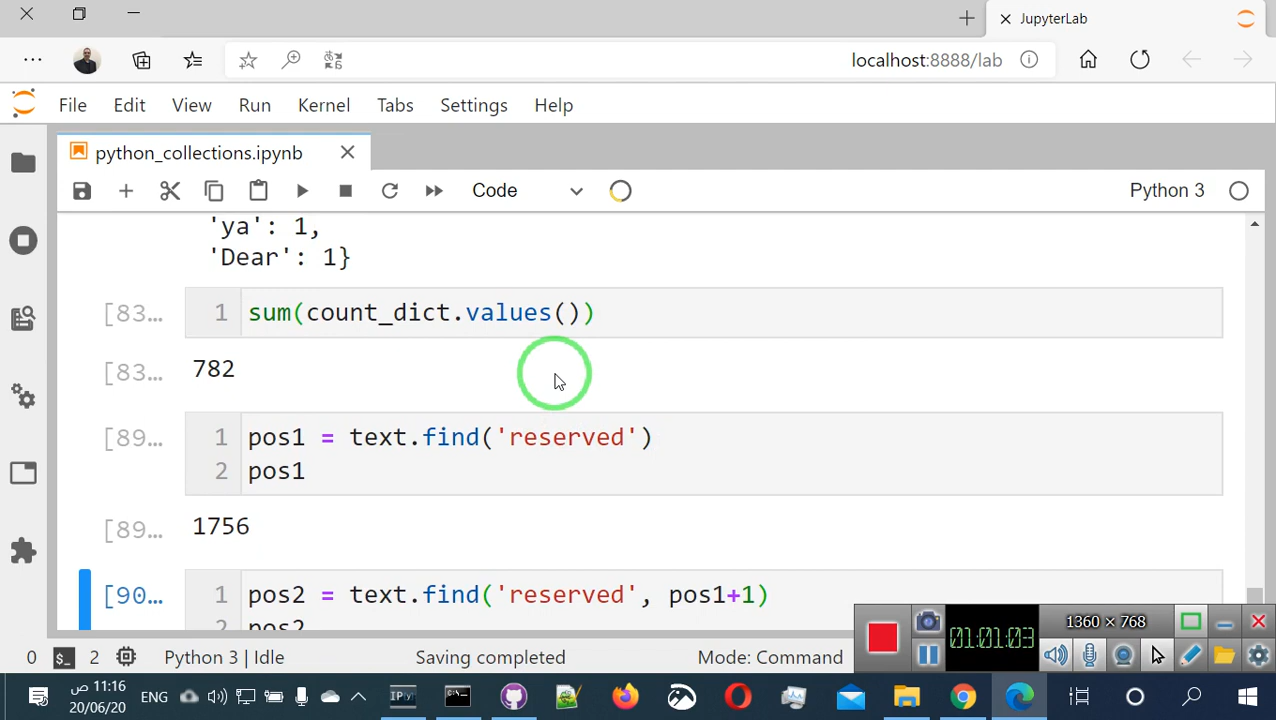 JupyterLab
localhost:8888/lab
File Edit View Run Kernel Tabs Settings Help
python_collections.ipynb
Code
Python 3
'ya': 1,
'Dear': 1}
[83…
1 sum(count_dict.values())
[83…
782
[89…
1 pos1 = text.find('reserved')
2 pos1
[89…
1756
[90…
1 pos2 = text.find('reserved', pos1+1)
2 pos2
01:01:03
1360 × 768
0 $_ 2 Python 3 | Idle Saving completed Mode: Command
11:16 ص
20/06/20
ENG
IP[y]: